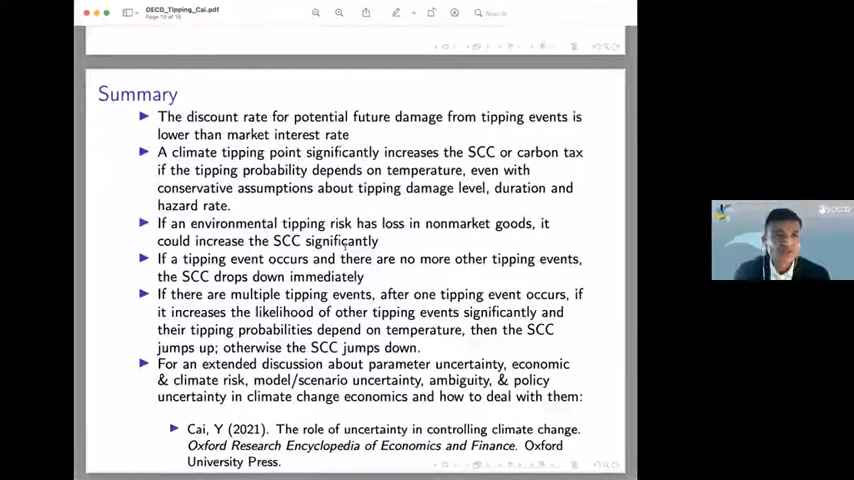 OECD_Tipping_Cai.pdf
Search
Summary
The discount rate for potential future damage from tipping events is
lower than market interest rate
A climate tipping point significantly increases the SCC or carbon tax
if the tipping probability depends on temperature, even with
conservative assumptions about tipping damage level, duration and
hazard rate.
If an environmental tipping risk has loss in nonmarket goods, it
could increase the SCC significantly
If a tipping event occurs and there are no more other tipping events,
the SCC drops down immediately
If there are multiple tipping events, after one tipping event occurs, if
it increases the likelihood of other tipping events significantly and
their tipping probabilities depend on temperature, then the SCC
jumps up; otherwise the SCC jumps down.
For an extended discussion about parameter uncertainty, economic
& climate risk, model/scenario uncertainty, ambiguity, & policy
uncertainty in climate change economics and how to deal with them:
Cai, Y (2021). The role of uncertainty in controlling climate change.
Oxford Research Encyclopedia of Economics and Finance. Oxford
University Press.